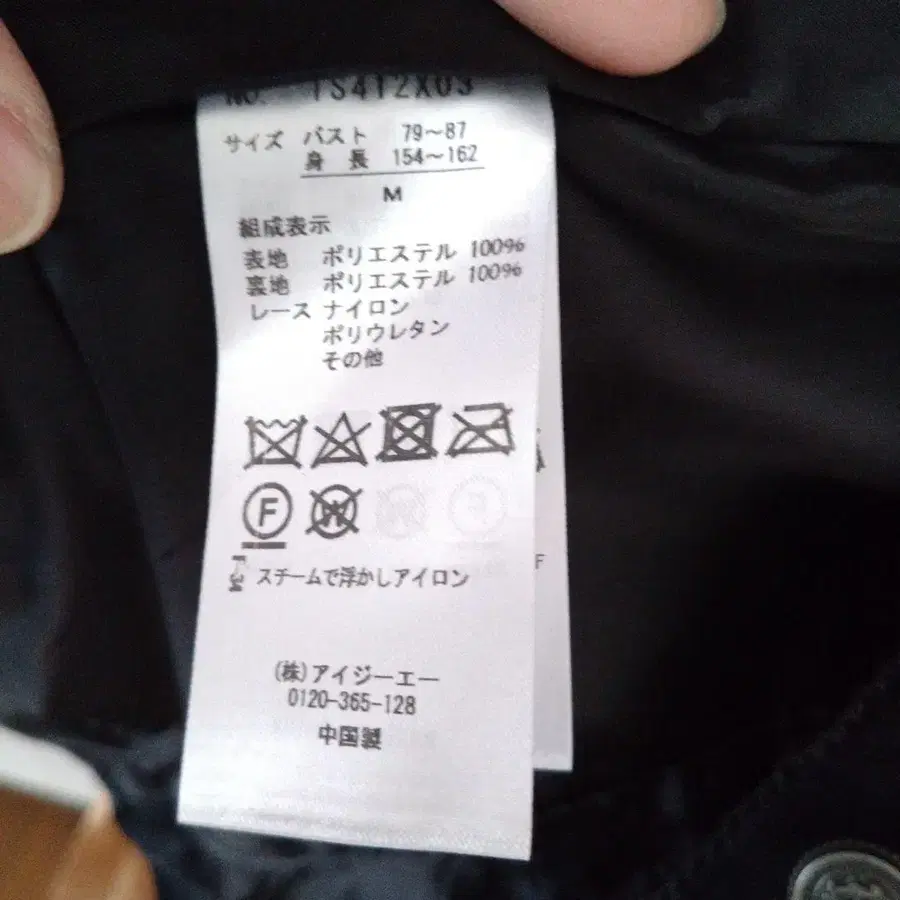 No. TS412X03
サイズ バスト 79~87
身 長 154~162
M
組成表示
表地 ポリエステル 100%
裏地 ポリエステル 100%
レース ナイロン
ポリウレタン
その他
F W
F-34 スチームで浮かしアイロン
F
(株)アイジーエー
0120-365-128
中国製